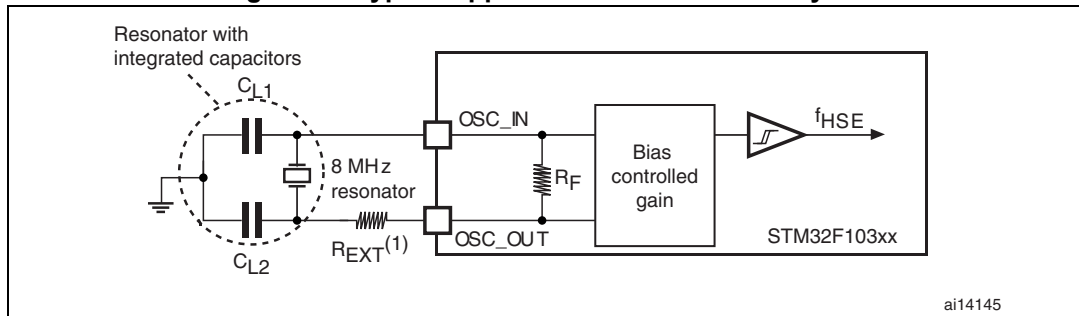 Resonator with
integrated capacitors
CL1
OSC_IN
fHSE
8 MHz
resonator
RF
Bias
controlled
gain
REXT(1)
OSC_OUT
STM32F103xx
CL2
ai14145